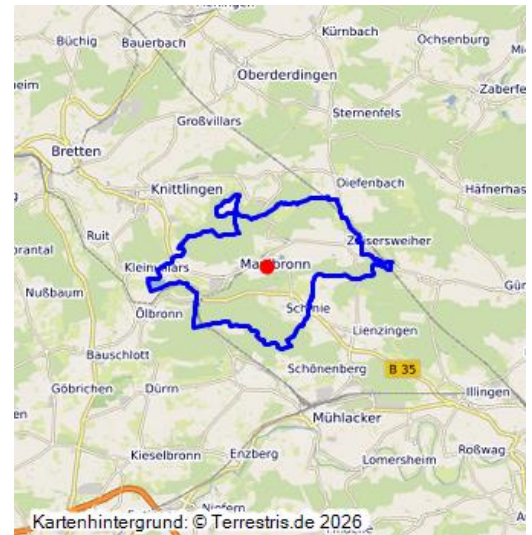 Büchig
Bauerbach
Kürnbach
Ochsenburg
Oberderdingen
Zaberfe
Großvillars
Sternenfels
Bretten
Knittlingen
Diefenbach
Häfnerhas
Ruit
Zaisersweiher
Kleinvillars
Nußbaum
Ölbronn
Schmie
Lienzingen
Bauschlott
Schönenberg
B 35
Göbrichen
Dürrn
Illingen
Mühlacker
Kieselbronn
Enzberg
Roßwag
Lomersheim
Niefern
Kartenhintergrund: © Terrestris.de 2026